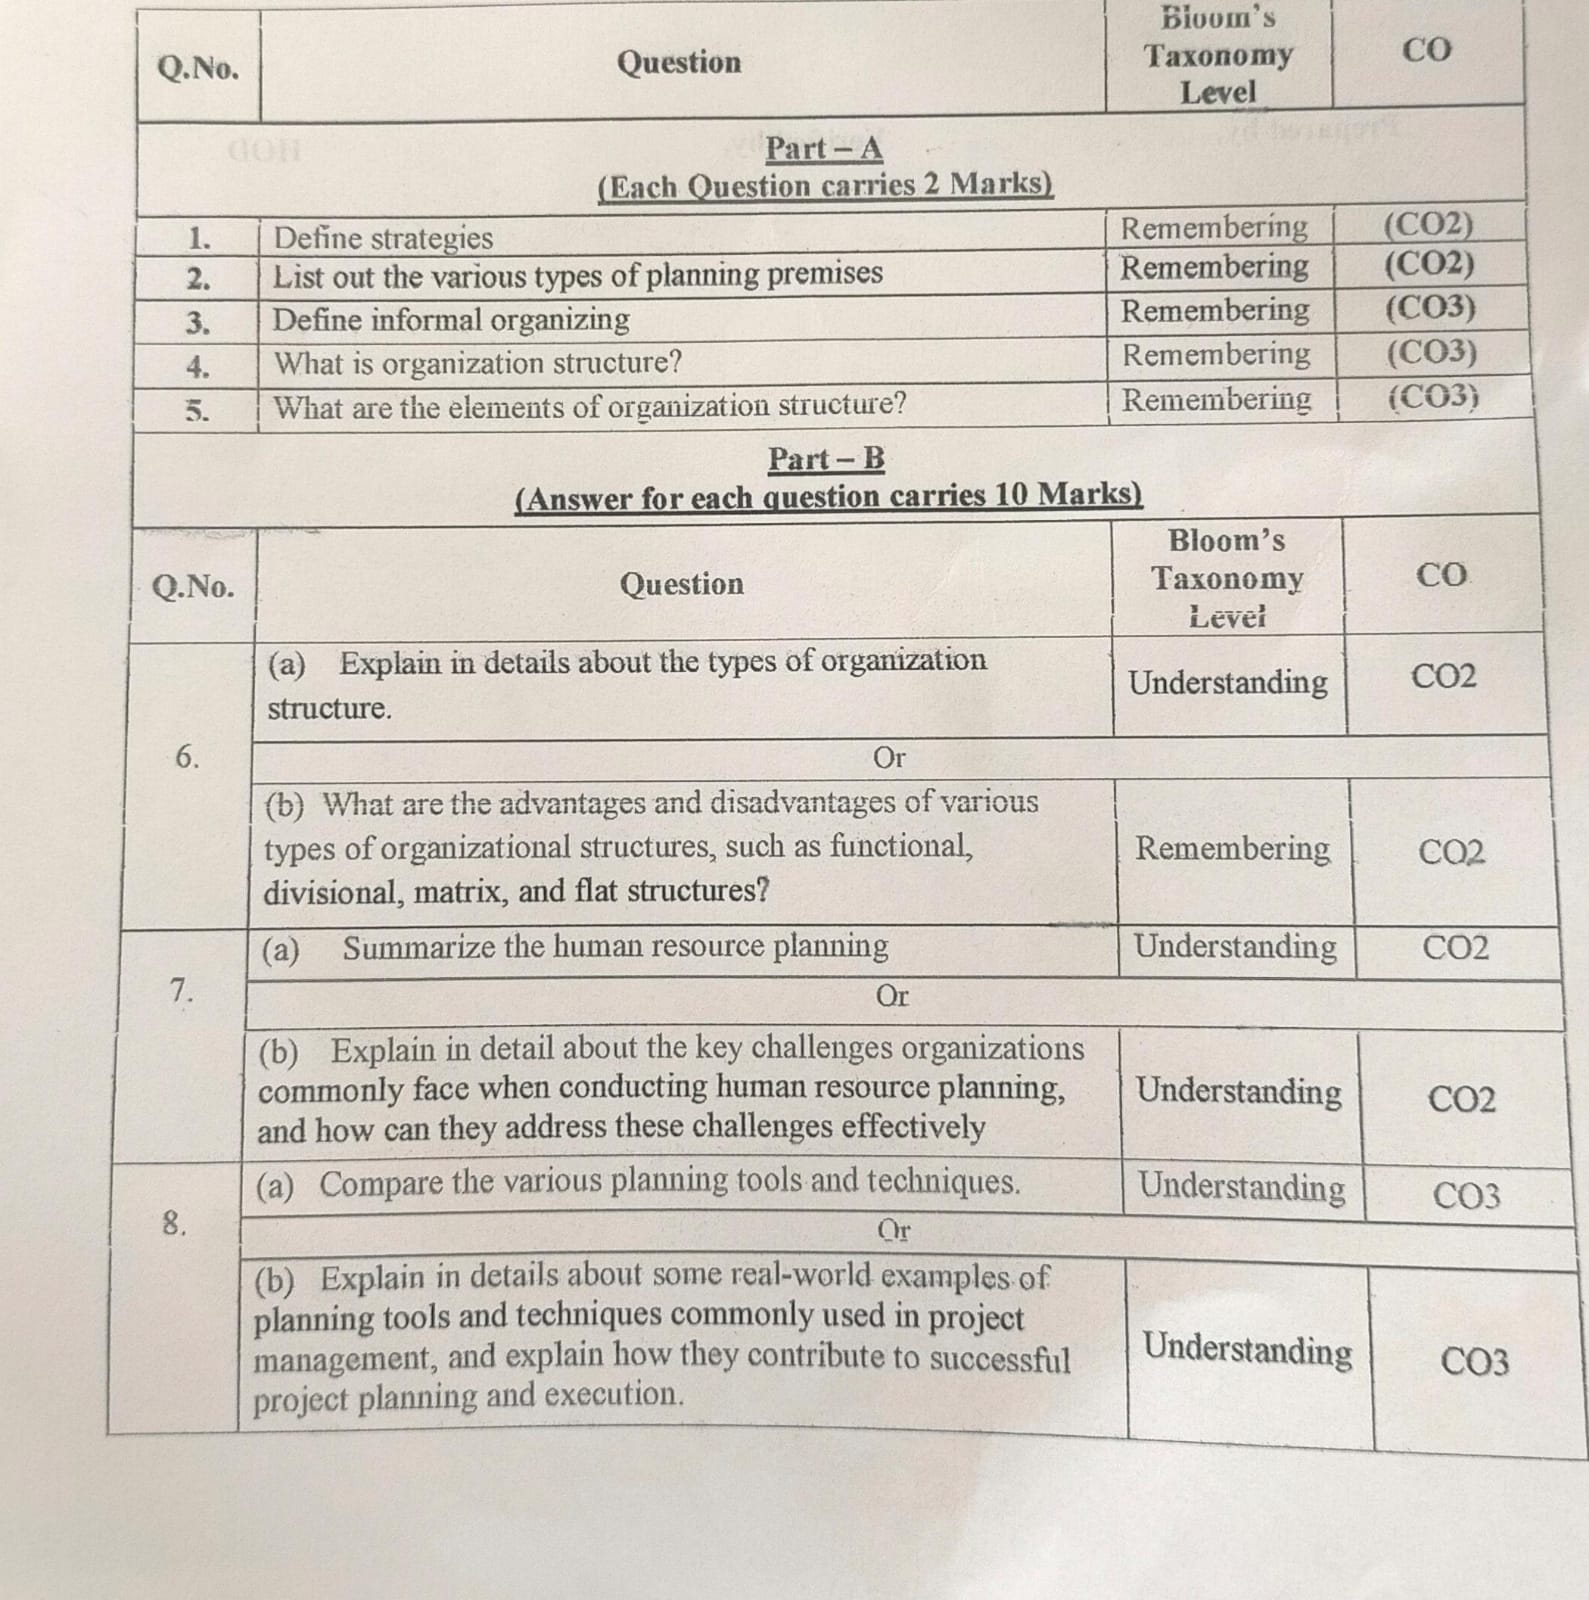 Q.No.
Question
Bloom's
Taxonomy
Level
CO
Part – A
(Each Question carries 2 Marks)
1. Define strategies Remembering (CO2)
2. List out the various types of planning premises Remembering (CO2)
3. Define informal organizing Remembering (CO3)
4. What is organization structure? Remembering (CO3)
5. What are the elements of organization structure? Remembering (CO3)
Part – B
(Answer for each question carries 10 Marks)
Q.No.
Question
Bloom's
Taxonomy
Level
CO
6.
(a) Explain in details about the types of organization
structure.
Understanding
CO2
Or
(b) What are the advantages and disadvantages of various
types of organizational structures, such as functional,
divisional, matrix, and flat structures?
Remembering
CO2
7.
(a) Summarize the human resource planning
Understanding
CO2
Or
(b) Explain in detail about the key challenges organizations
commonly face when conducting human resource planning,
and how can they address these challenges effectively
Understanding
CO2
8.
(a) Compare the various planning tools and techniques.
Understanding
CO3
Or
(b) Explain in details about some real-world examples of
planning tools and techniques commonly used in project
management, and explain how they contribute to successful
project planning and execution.
Understanding
CO3